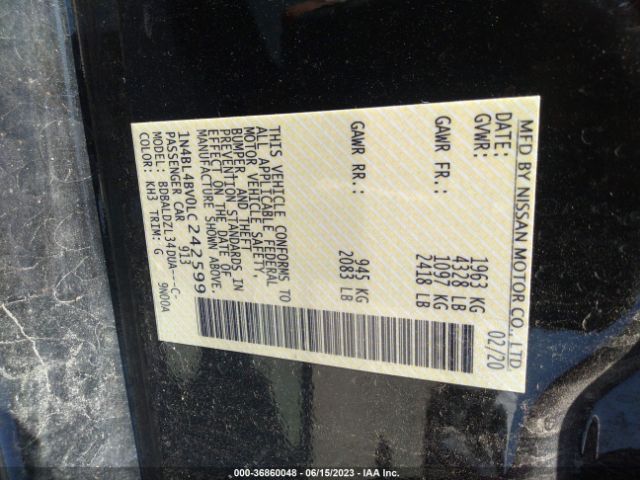 MFD BY NISSAN MOTOR CO., LTD.
DATE: 02/20
GVWR: 1963 KG
4328 LB
GAWR FR.: 1097 KG
2418 LB
GAWR RR.: 945 KG
2083 LB
THIS VEHICLE CONFORMS TO
ALL APPLICABLE FEDERAL
MOTOR VEHICLE SAFETY,
BUMPER, AND THEFT
PREVENTION STANDARDS IN
EFFECT ON THE DATE OF
MANUFACTURE SHOWN ABOVE.
1N4BL4BV0LC242599
PASSENGER CAR 913
MODEL: BDBALDZL34DUA---C-
COLOR: KH3 TRIM: G 9N00A
000-36860048 - 06/15/2023 - IAA Inc.